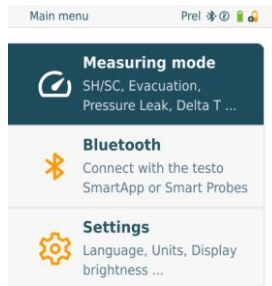 Main menu Prel ②
Measuring mode
SH/SC, Evacuation,
Pressure Leak, Delta T ...
Bluetooth
Connect with the testo
SmartApp or Smart Probes
Settings
Language, Units, Display
brightness ...